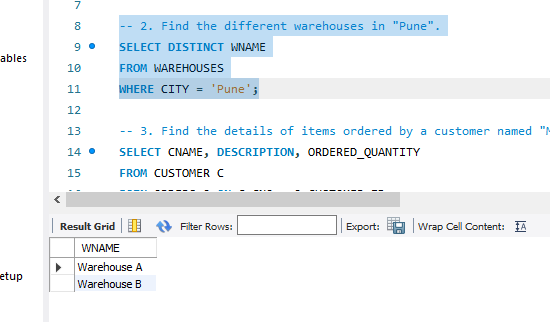 7
8 -- 2. Find the different warehouses in "Pune".
ables
9 SELECT DISTINCT WNAME
10 FROM WAREHOUSES
11 WHERE CITY = 'Pune';
12
13 -- 3. Find the details of items ordered by a customer named "M
14 SELECT CNAME, DESCRIPTION, ORDERED_QUANTITY
15 FROM CUSTOMER C
Result Grid Filter Rows: Export: Wrap Cell Content: IA
WNAME
Warehouse A
etup
Warehouse B